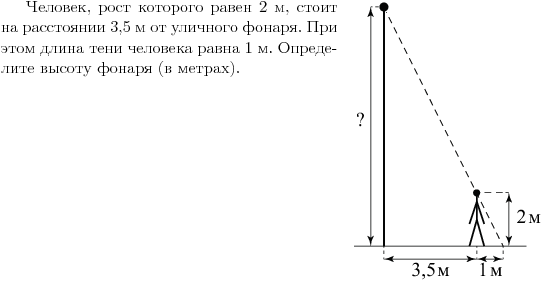 Человек, рост которого равен 2 м, стоит
на расстоянии 3,5 м от уличного фонаря. При
этом длина тени человека равна 1 м. Опреде-
лите высоту фонаря (в метрах).
?
2 м
3,5 м
1 м